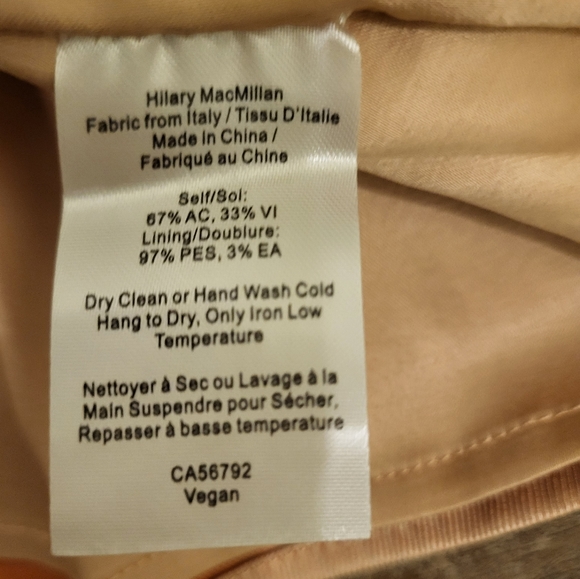 Hilary MacMillan
Fabric from Italy / Tissu D'Italie
Made in China /
Fabriqué au Chine
Self/Soi:
67% AC, 33% VI
Lining/Doublure:
97% PES, 3% EA
Dry Clean or Hand Wash Cold
Hang to Dry, Only Iron Low
Temperature
Nettoyer à Sec ou Lavage à la
Main Suspendre pour Sécher,
Repasser à basse temperature
CA56792
Vegan